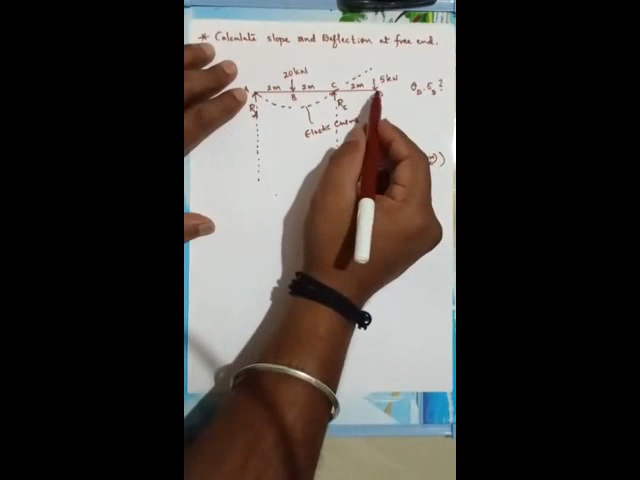 * Calculate slope and Deflection at free end.
20kN
5kN
A 2m 2m C 2m
B
θD, δD ?
RA
RC
Elastic Curve